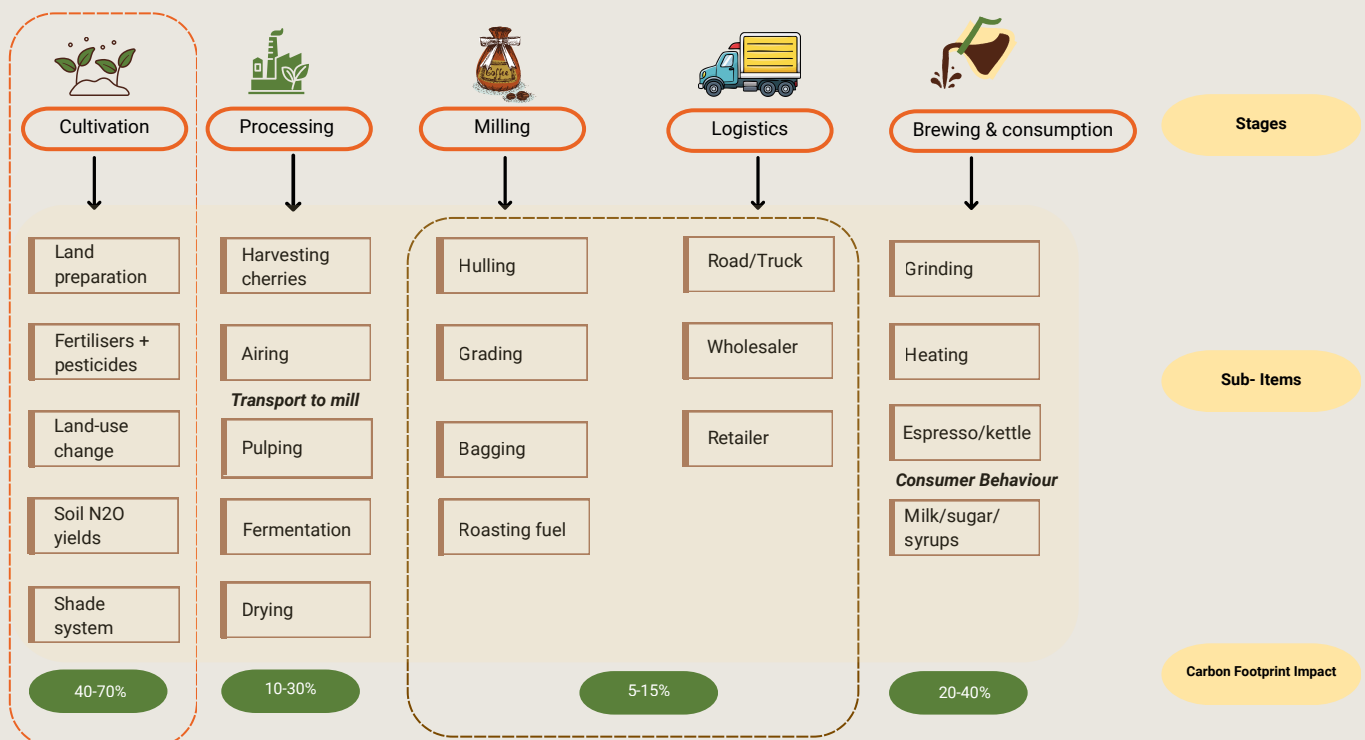 Coffee
Cultivation
Processing
Milling
Logistics
Brewing & consumption
Stages
Land
preparation
Fertilisers +
pesticides
Land-use
change
Soil N2O
yields
Shade
system
Harvesting
cherries
Airing
Transport to mill
Pulping
Fermentation
Drying
Hulling
Grading
Bagging
Roasting fuel
Road/Truck
Wholesaler
Retailer
Grinding
Heating
Espresso/kettle
Consumer Behaviour
Milk/sugar/
syrups
Sub- Items
40-70%
10-30%
5-15%
20-40%
Carbon Footprint Impact